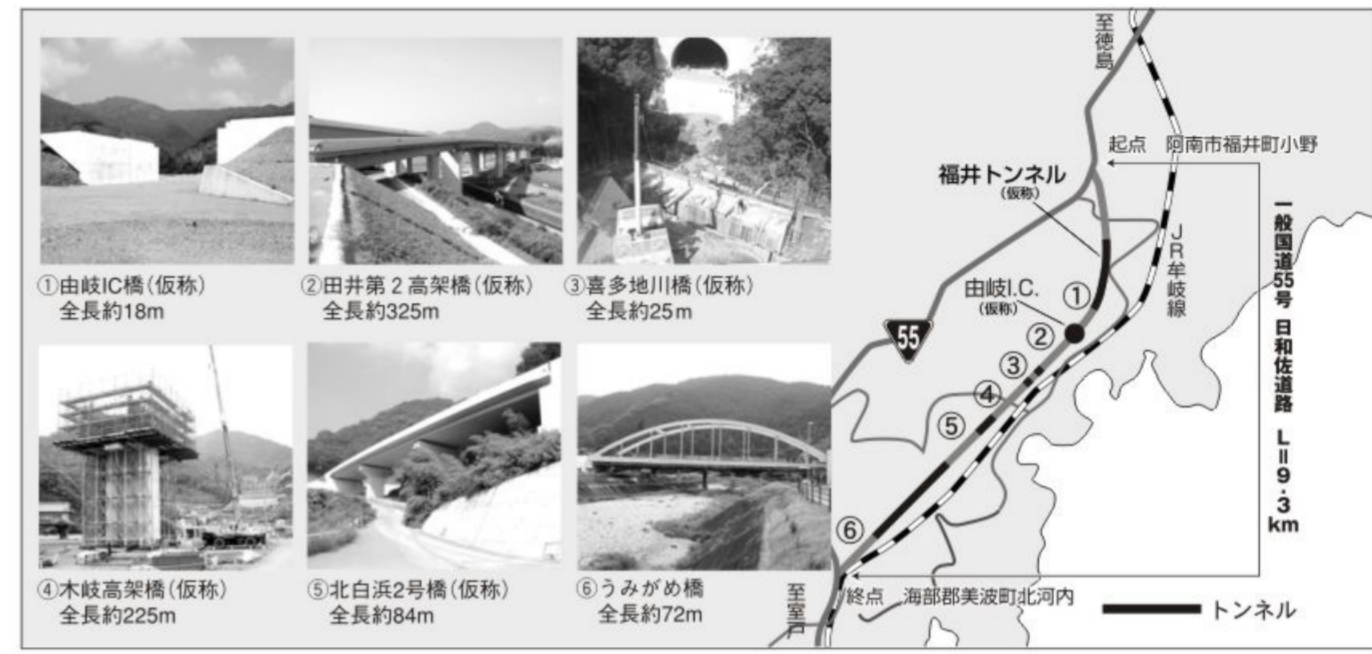 ①由岐IC橋（仮称）
全長約18m
②田井第2高架橋（仮称）
全長約325m
③喜多地川橋（仮称）
全長約25m
④木岐高架橋（仮称）
全長約225m
⑤北白浜2号橋（仮称）
全長約84m
⑥うみがめ橋
全長約72m
至徳島
起点 阿南市福井町小野
福井トンネル
（仮称）
JR牟岐線
由岐I.C.
（仮称）
①
②
③
④
⑤
⑥
55
一般国道55号 日和佐道路 L＝9.3km
至室戸
終点 海部郡美波町北河内
トンネル